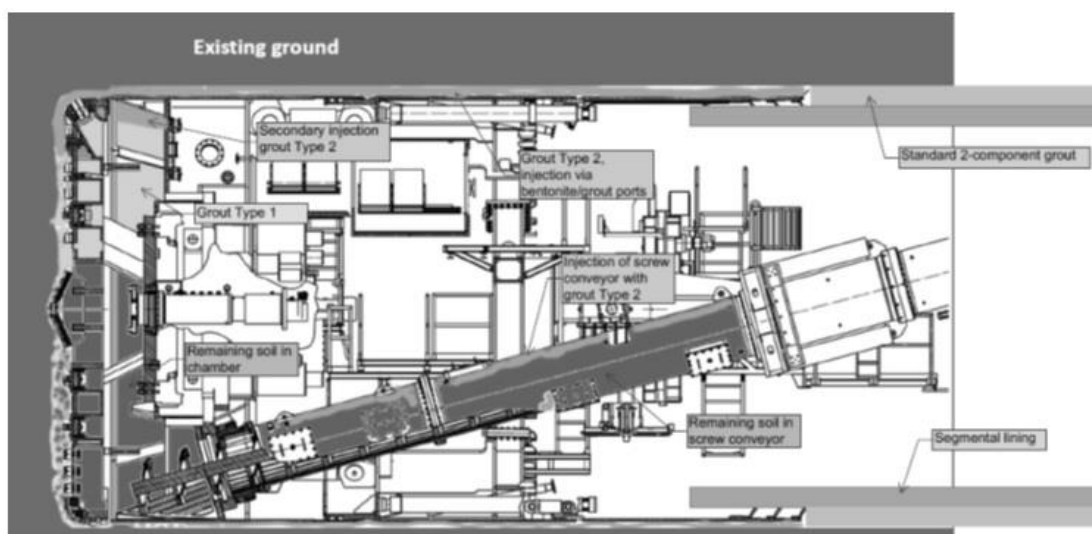 Existing ground
Secondary injection
grout Type 2
Grout Type 2,
injection via
bentonite/grout ports
Standard 2-component grout
Grout Type 1
Injection of screw
conveyor with
grout Type 2
Remaining soil in
chamber
Remaining soil in
screw conveyor
Segmental lining